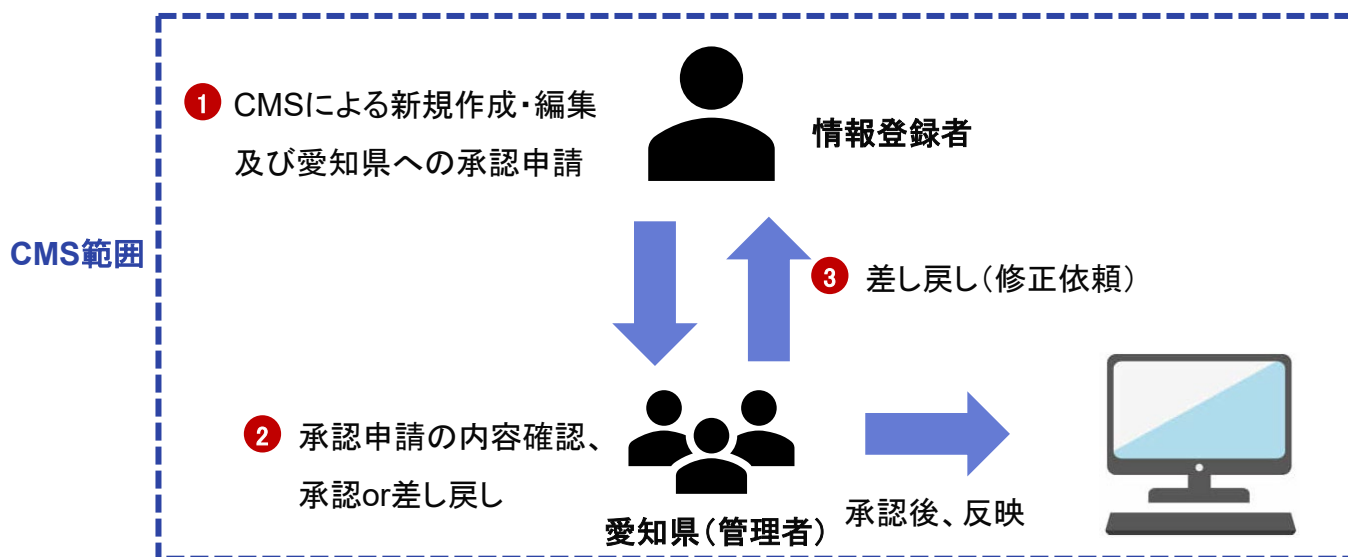 1 CMSによる新規作成・編集
及び愛知県への承認申請
情報登録者
CMS範囲
3 差し戻し（修正依頼）
2 承認申請の内容確認、
承認or差し戻し
愛知県（管理者）
承認後、反映